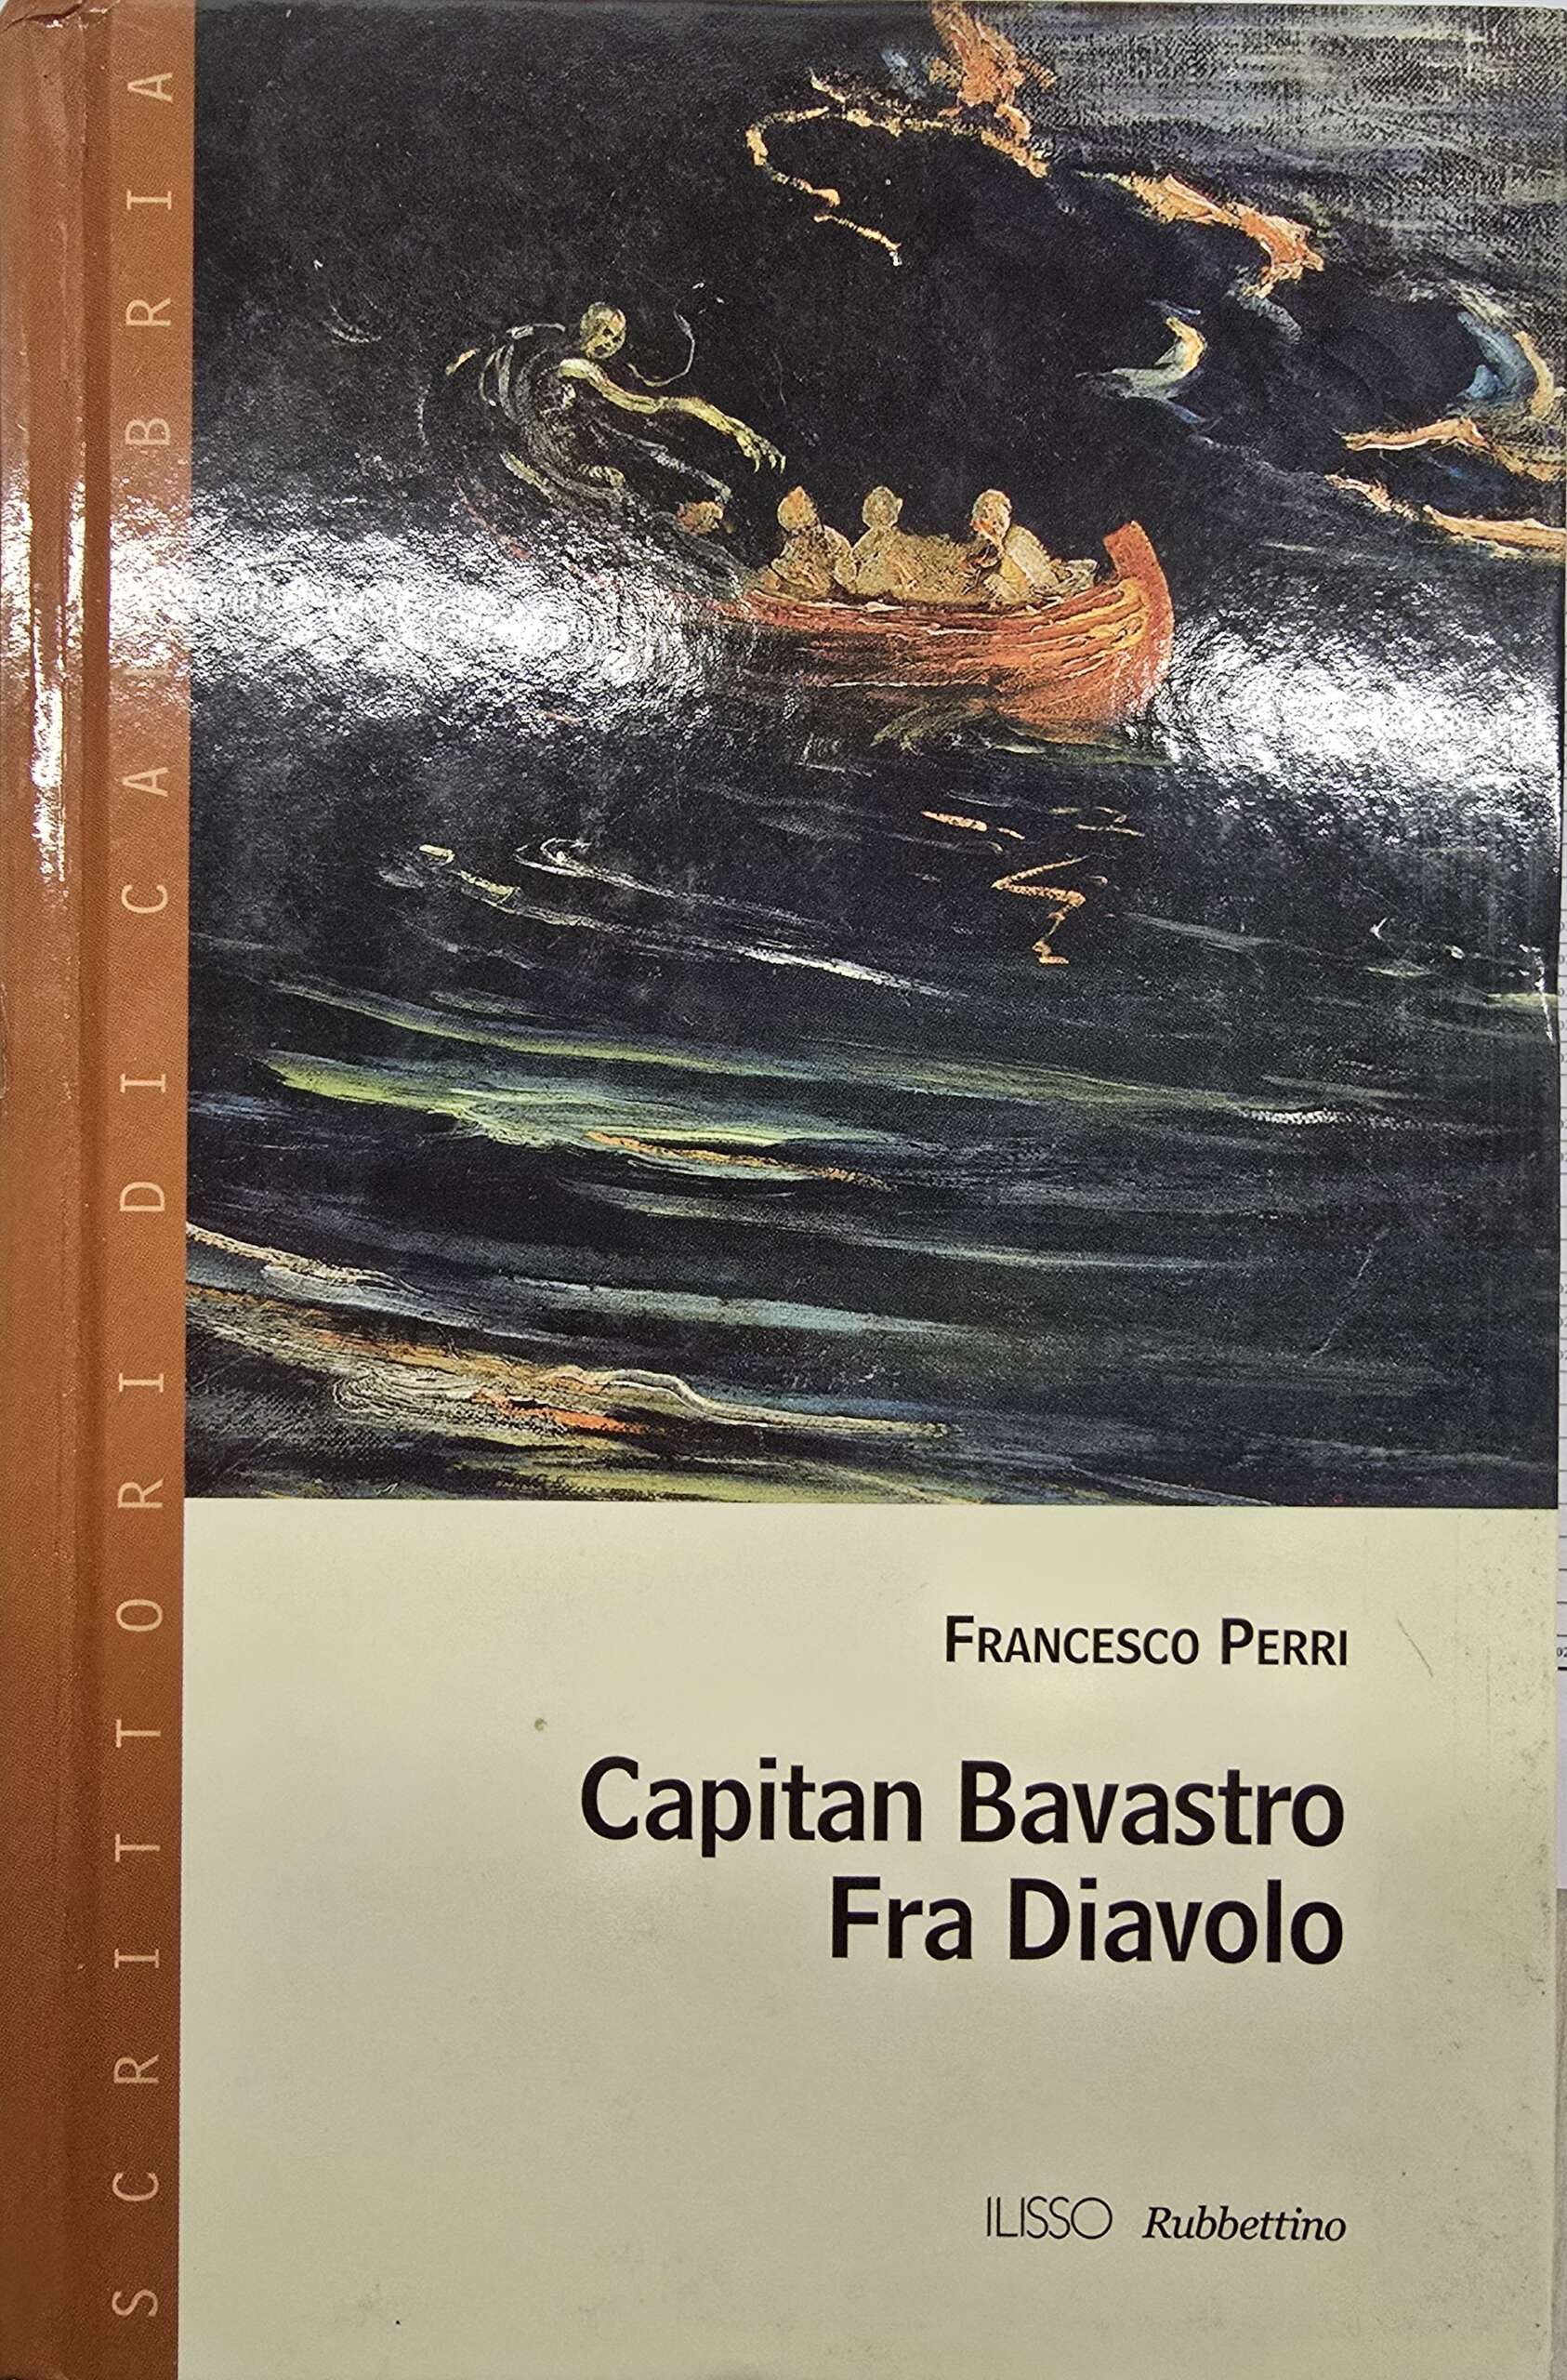 SCRITTORI DI CALABRIA
FRANCESCO PERRI
Capitan Bavastro
Fra Diavolo
ILISSO Rubbettino